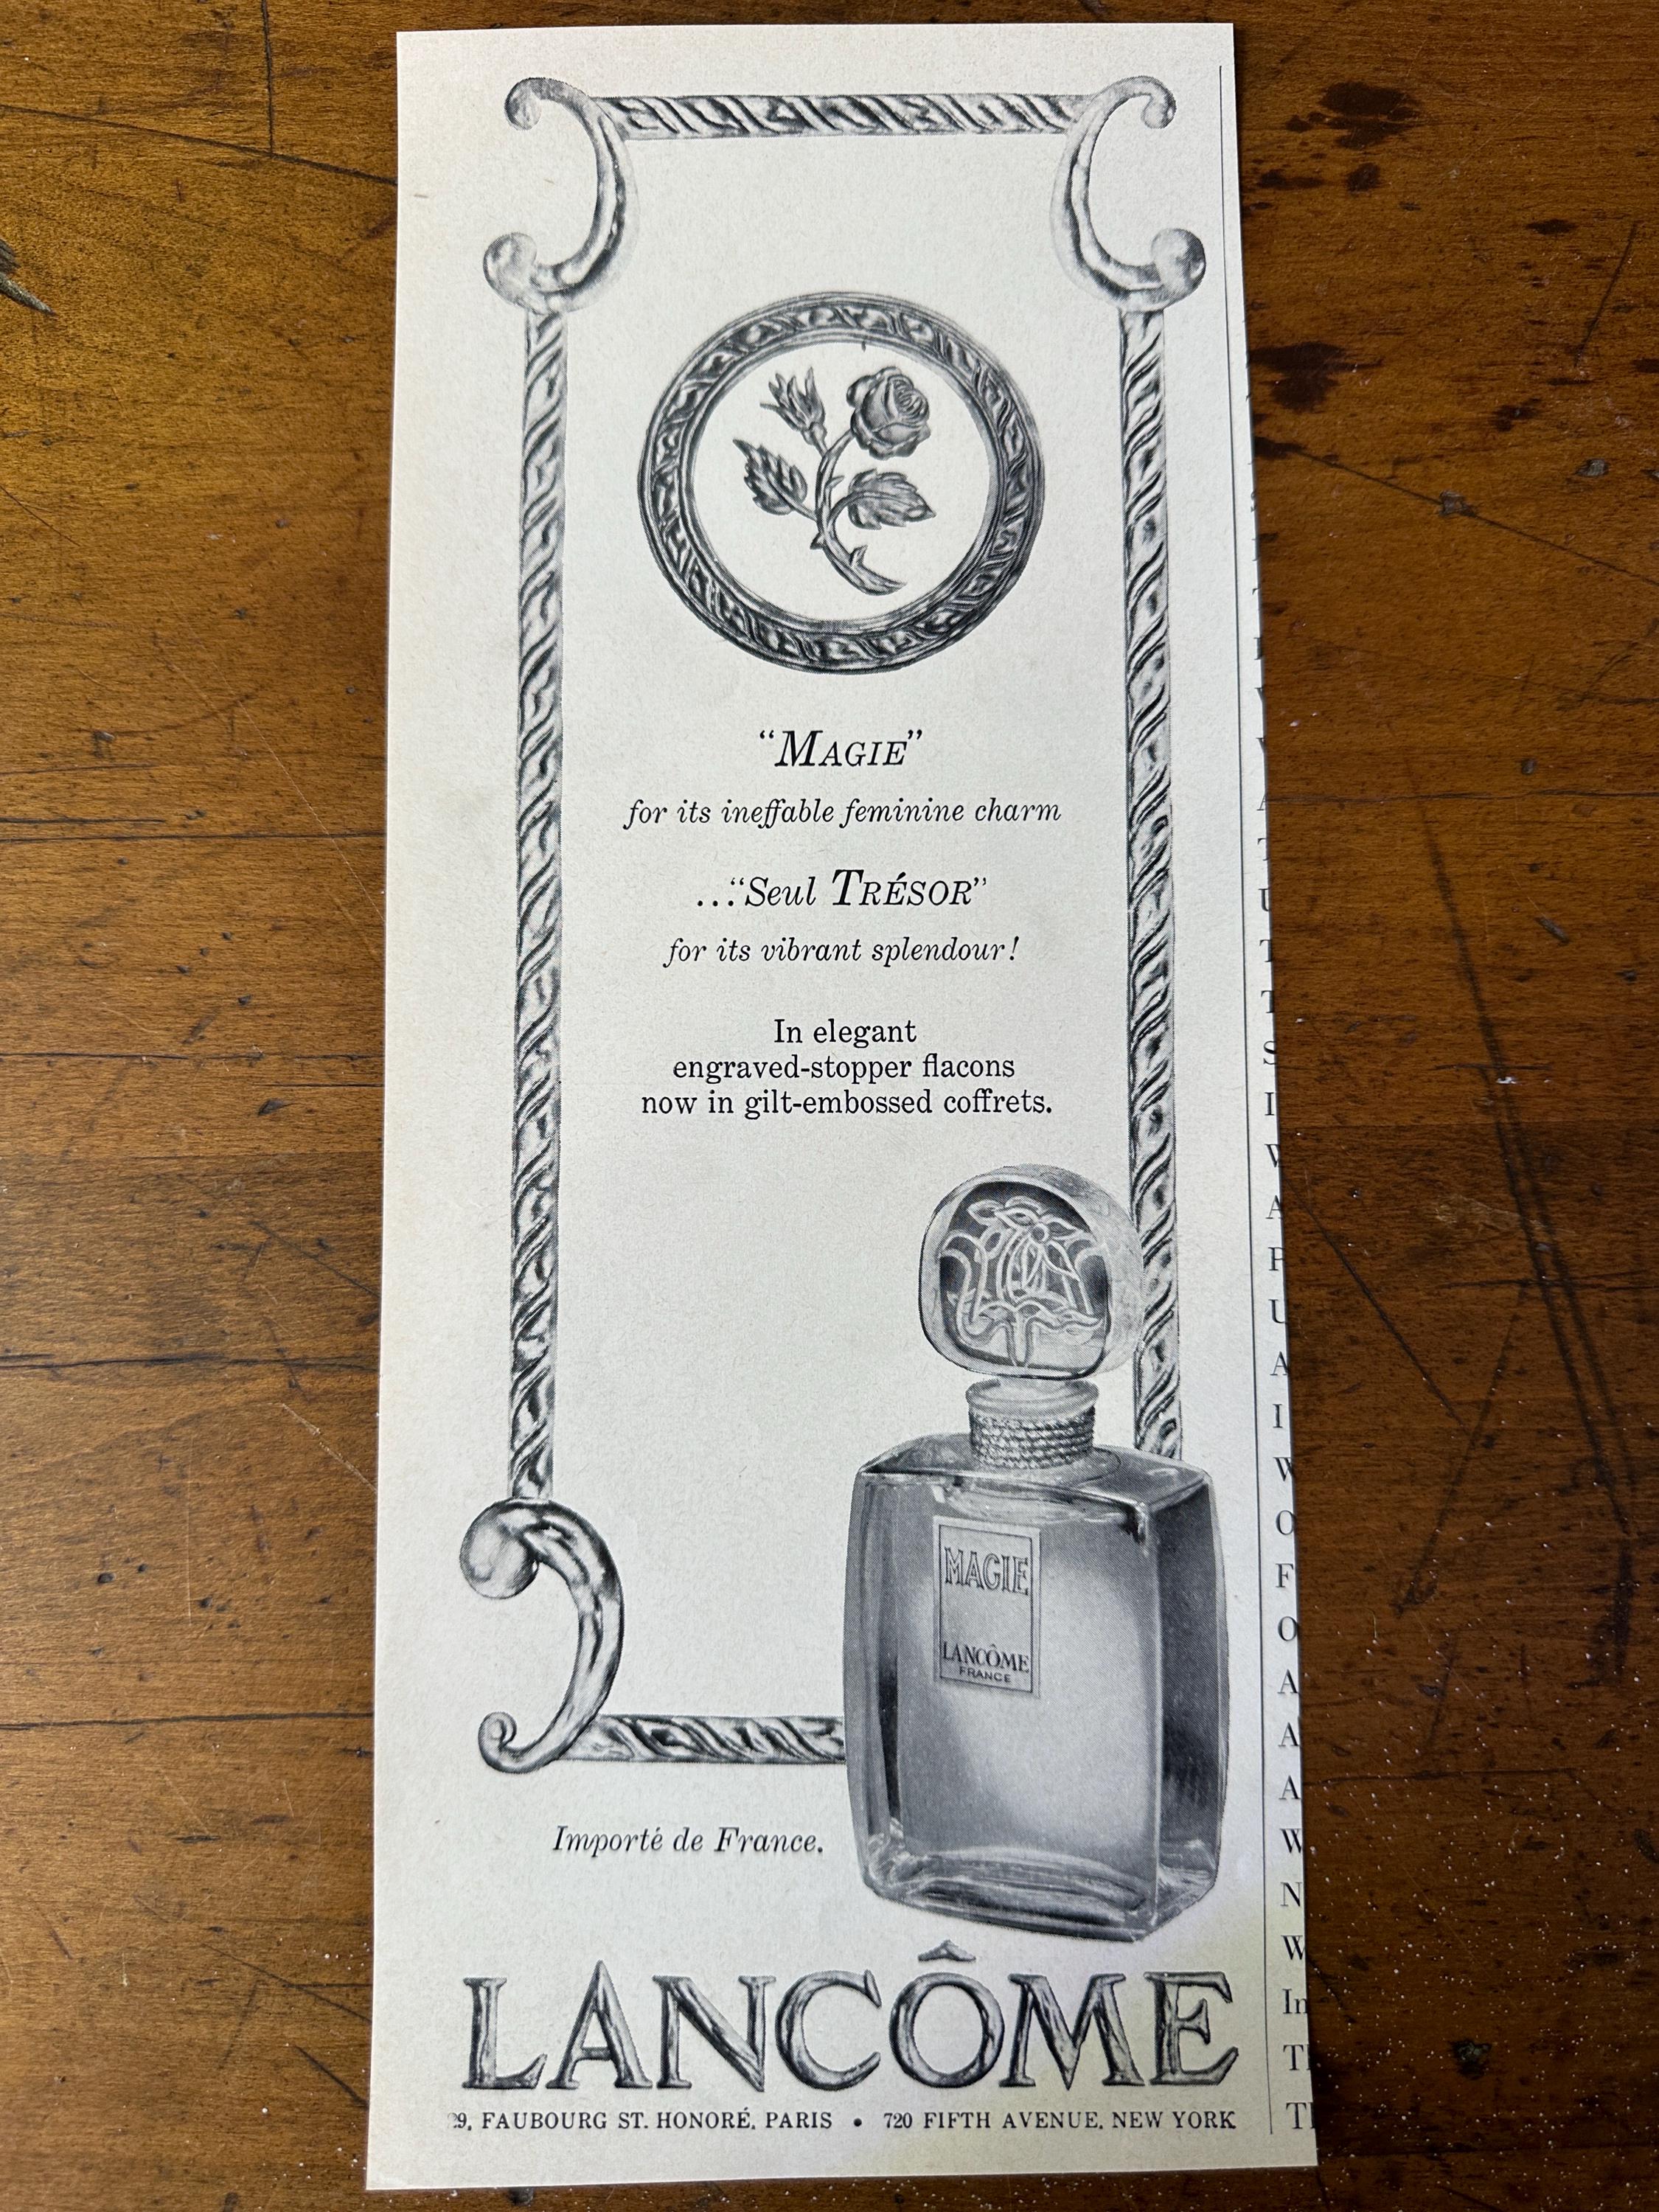 “MAGIE”
for its ineffable feminine charm
...“Seul TRÉSOR”
for its vibrant splendour!
In elegant
engraved-stopper flacons
now in gilt-embossed coffrets.
MAGIE
LANCÔME
FRANCE
Importé de France.
LANCÔME
29, FAUBOURG ST. HONORÉ, PARIS • 720 FIFTH AVENUE, NEW YORK